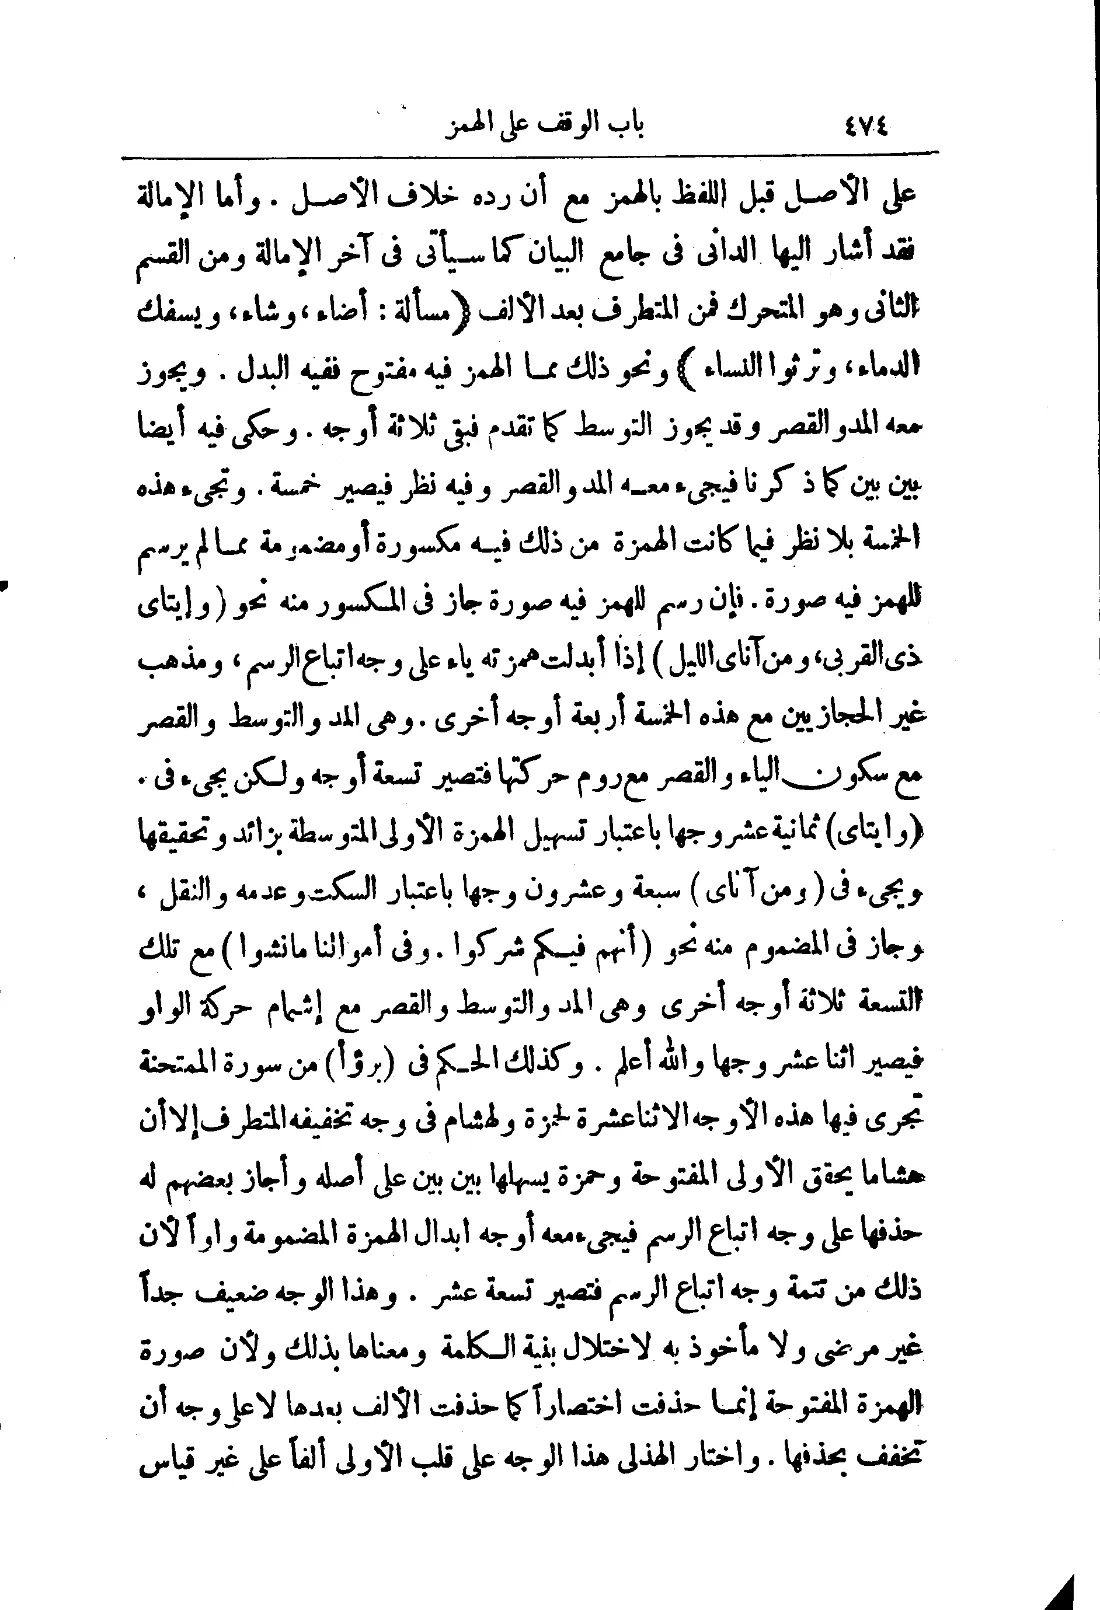 ٤٧٤ باب الوقف على الهمز
على الأصل قبل اللفظ بالهمز مع أن رده خلاف الأصل . وأما الإمالة
فقد أشار اليها الدانى فى جامع البيان كما سيأتى فى آخر الإمالة ومن القسم
الثانى وهو المتحرك فمن المتطرف بعد الألف (مسألة : أضاء ، وشاء ، ويسفك
الدماء ، وترثوا النساء ) ونحو ذلك مما الهمز فيه مفتوح ففيه البدل . ويجوز
معه المد والقصر وقد يجوز التوسط كما تقدم فبقى ثلاثة أوجه . وحكى فيه أيضا
بين بين كما ذكرنا فيجىء معه المد والقصر وفيه نظر فيصير خمسة . وتجىء هذه
الخمسة بلا نظر فيما كانت الهمزة من ذلك فيه مكسورة أو مضمومة مما لم يرسم
للهمز فيه صورة . فإن رسم للهمز فيه صورة جاز فى المكسور منه نحو (وإيتاى
ذى القربى ، ومن آناى الليل ) إذا أبدلت همزته ياء على وجه اتباع الرسم ، ومذهب
غير الحجازيين مع هذه الخمسة أربعة أوجه أخرى . وهى المد والتوسط والقصر
مع سكون الياء والقصر مع روم حركتها فتصير تسعة أوجه ولكن يجىء فى .
(وايتاى) ثمانية عشر وجها باعتبار تسهيل الهمزة الأولى المتوسطة بزائد وتحقيقها
ويجىء فى (ومن آناى ) سبعة وعشرون وجها باعتبار السكت وعدمه والنقل ،
وجاز فى المضموم منه نحو (أنهم فيكم شركوا . وفى أموالنا مانشوا ) مع تلك
التسعة ثلاثة أوجه أخرى وهى المد والتوسط والقصر مع إشمام حركة الواو
فيصير اثنا عشر وجها والله أعلم . وكذلك الحكم فى (برؤأ) من سورة الممتحنة
تجرى فيها هذه الأوجه الاثنا عشرة لحمزة ولهشام فى وجه تخفيفه المتطرف إلا أن
هشاما يحقق الأولى المفتوحة وحمزة يسهلها بين بين على أصله وأجاز بعضهم له
حذفها على وجه اتباع الرسم فيجىء معه أوجه ابدال الهمزة المضمومة واواً لأن
ذلك من تتمة وجه اتباع الرسم فتصير تسعة عشر . وهذا الوجه ضعيف جداً
غير مرضى ولا مأخوذ به لاختلال بنية الكلمة ومعناها بذلك ولأن صورة
الهمزة المفتوحة إنما حذفت اختصاراً كما حذفت الألف بعدها لا على وجه أن
تخفف بحذفها . واختار الهذلى هذا الوجه على قلب الأولى ألفاً على غير قياس